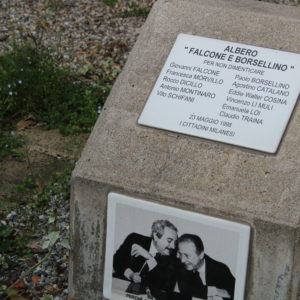 ALBERO
" FALCONE E BORSELLINO "
PER NON DIMENTICARE
Giovanni FALCONE Paolo BORSELLINO
Francesca MORVILLO Agostino CATALANO
Rocco DICILLO Eddie Walter COSINA
Antonio MONTINARO Vincenzo LI MULI
Vito SCHIFANI Emanuela LOI
Claudio TRAINA
23 MAGGIO 1998
I CITTADINI MILANESI